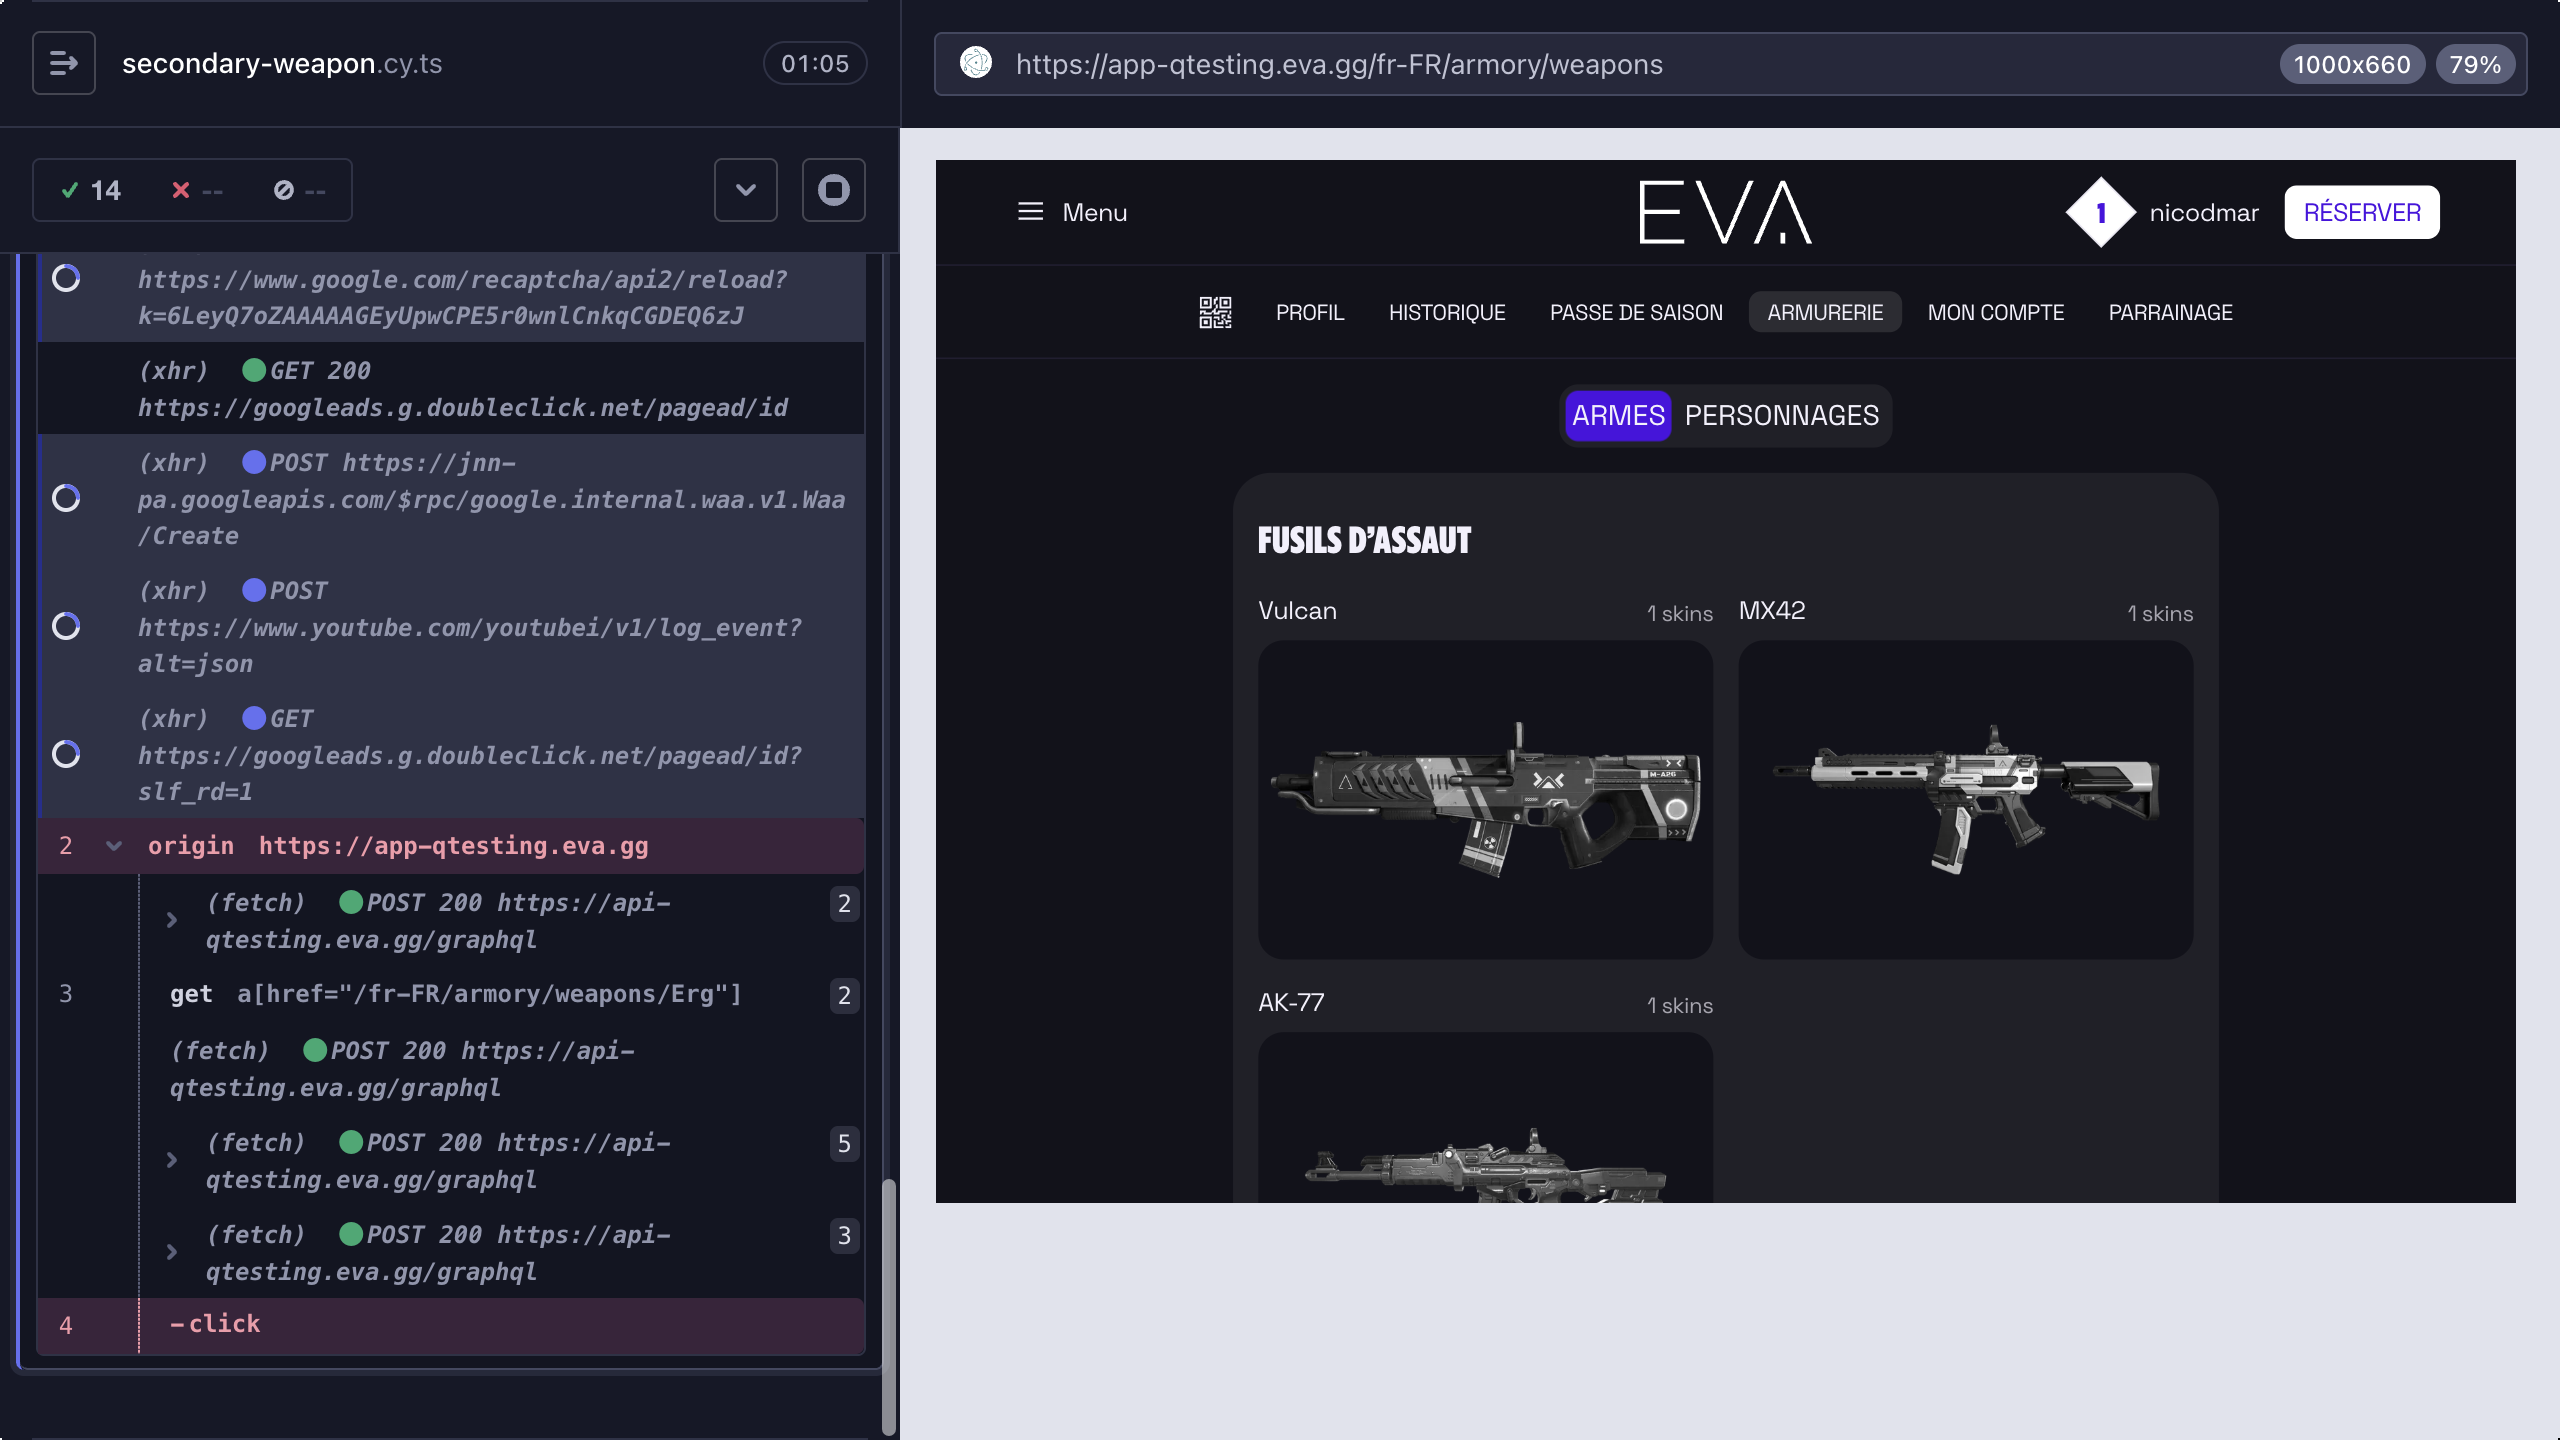 secondary-weapon.cy.ts
01:05
https://app-qtesting.eva.gg/fr-FR/armory/weapons
1000x660
79%
14 -- --
https://www.google.com/recaptcha/api2/reload?
k=6LeyQ7oZAAAAAGEyUpwCPE5r0wnlCnkqCGDEQ6zJ
(xhr) GET 200
https://googleads.g.doubleclick.net/pagead/id
(xhr) POST https://jnn-
pa.googleapis.com/$rpc/google.internal.waa.v1.Waa
/Create
(xhr) POST
https://www.youtube.com/youtubei/v1/log_event?
alt=json
(xhr) GET
https://googleads.g.doubleclick.net/pagead/id?
slf_rd=1
2 origin https://app-qtesting.eva.gg
(fetch) POST 200 https://api- 2
qtesting.eva.gg/graphql
3 get a[href="/fr-FR/armory/weapons/Erg"] 2
(fetch) POST 200 https://api-
qtesting.eva.gg/graphql
(fetch) POST 200 https://api- 5
qtesting.eva.gg/graphql
(fetch) POST 200 https://api- 3
qtesting.eva.gg/graphql
4 -click
Menu
EVA
1
nicodmar
RÉSERVER
PROFIL HISTORIQUE PASSE DE SAISON ARMURERIE MON COMPTE PARRAINAGE
ARMES PERSONNAGES
FUSILS D'ASSAUT
Vulcan 1 skins
MX42 1 skins
M-A26
AK-77 1 skins